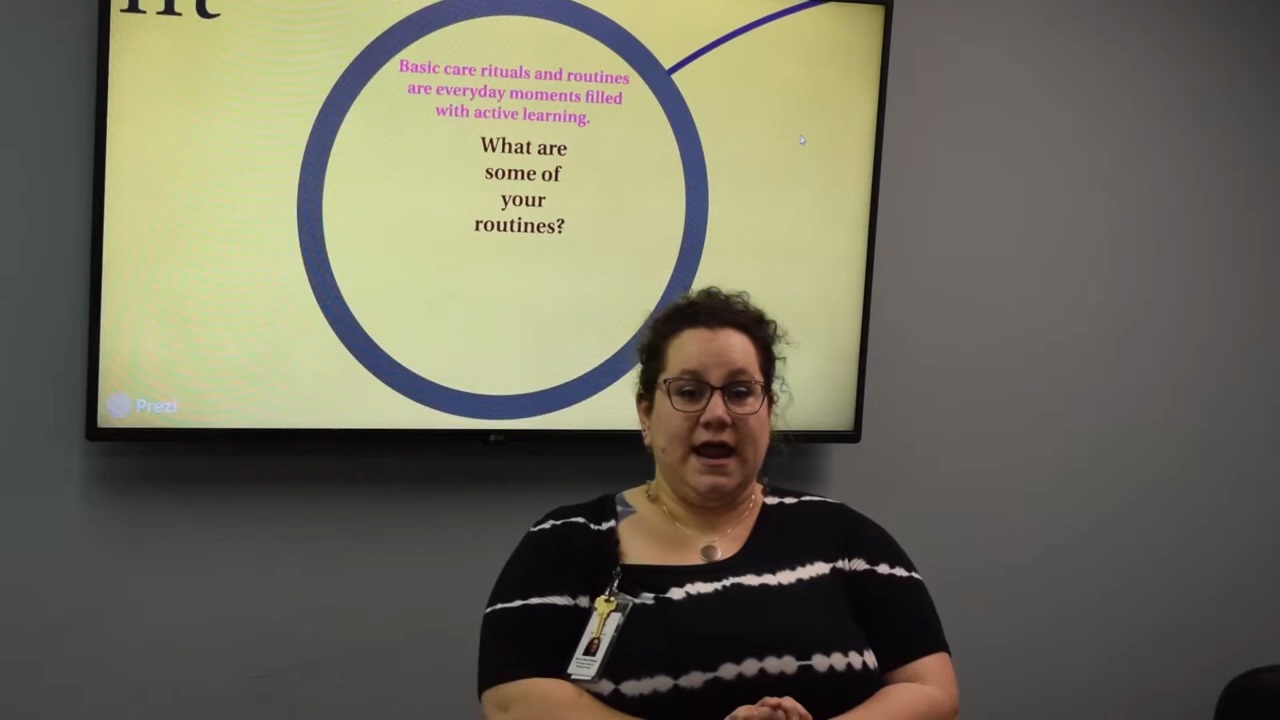 Basic care rituals and routines
are everyday moments filled
with active learning.
What are
some of
your
routines?
Prezi
LG